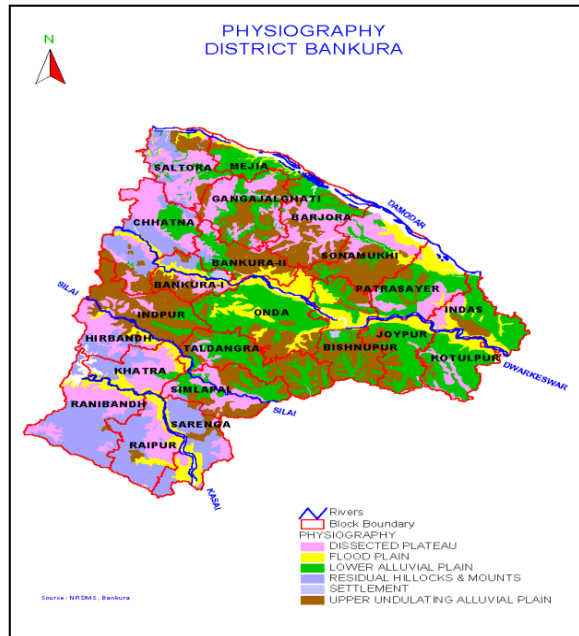 PHYSIOGRAPHY
DISTRICT BANKURA
N
SALTORA
MEJIA
GANGAJALGHATI
CHHATNA
BARJORA
DAMODAR
SONAMUKHI
BANKURA-II
BANKURA-I
PATRASAYER
SILAI
INDAS
INDPUR
ONDA
HIRBANDH
JOYPUR
TALDANGRA
BISHNUPUR
KOTULPUR
KHATRA
DWARKESWAR
SIMLAPAL
RANIBANDH
SILAI
SARENGA
RAIPUR
KASAI
Rivers
Block Boundary
PHYSIOGRAPHY
DISSECTED PLATEAU
FLOOD PLAIN
LOWER ALLUVIAL PLAIN
RESIDUAL HILLOCKS & MOUNTS
SETTLEMENT
UPPER UNDULATING ALLUVIAL PLAIN
Source: NRDMS, Bankura